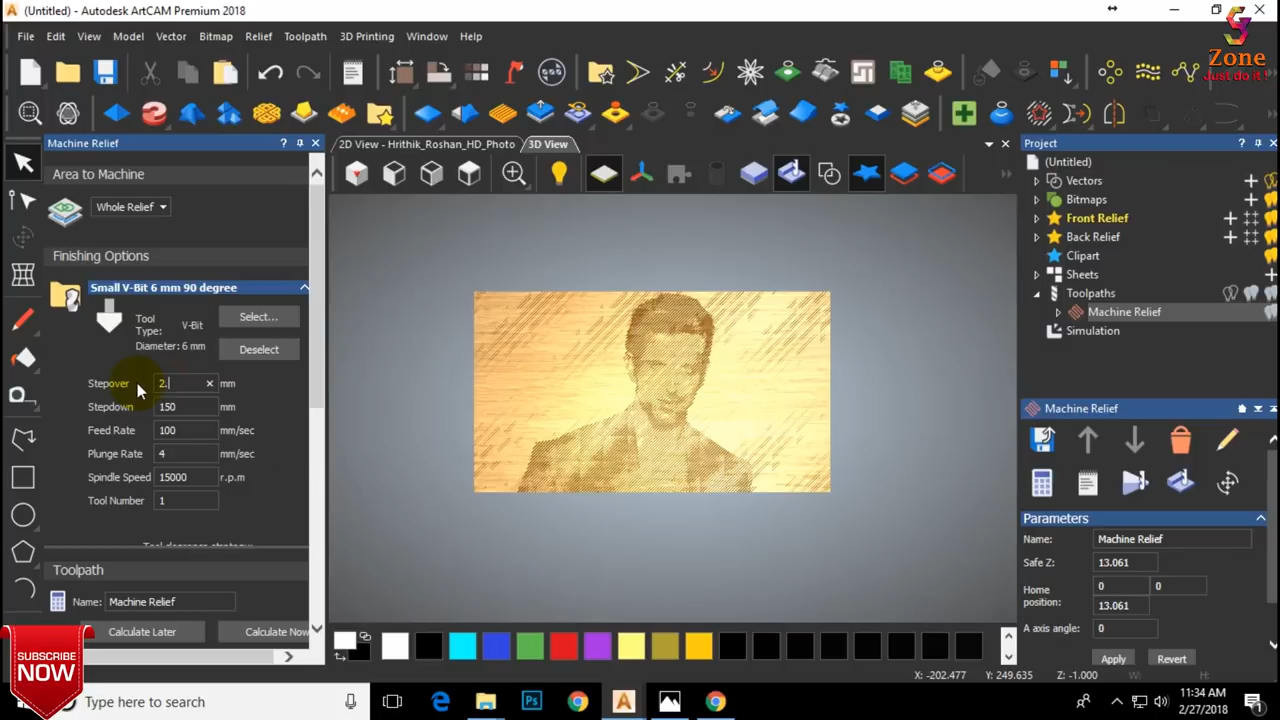 (Untitled) - Autodesk ArtCAM Premium 2018
File Edit View Model Vector Bitmap Relief Toolpath 3D Printing Window Help
Zone
Just do it !
Machine Relief
2D View - Hrithik_Roshan_HD_Photo 3D View
Project
Area to Machine
Whole Relief
Finishing Options
Small V-Bit 6 mm 90 degree
Tool Type: V-Bit
Diameter: 6 mm
Select...
Deselect
Stepover 2. mm
Stepdown 150 mm
Feed Rate 100 mm/sec
Plunge Rate 4 mm/sec
Spindle Speed 15000 r.p.m
Tool Number 1
Toolpath
Name: Machine Relief
Calculate Later Calculate Now
SUBSCRIBE
NOW
(Untitled)
Vectors
Bitmaps
Front Relief
Back Relief
Clipart
Sheets
Toolpaths
Machine Relief
Simulation
Machine Relief
Parameters
Name: Machine Relief
Safe Z: 13.061
Home position: 0 0
13.061
A axis angle: 0
Apply Revert
X: -202.477 Y: 249.635 Z: -1.000 W: H:
Type here to search
11:34 AM
2/27/2018